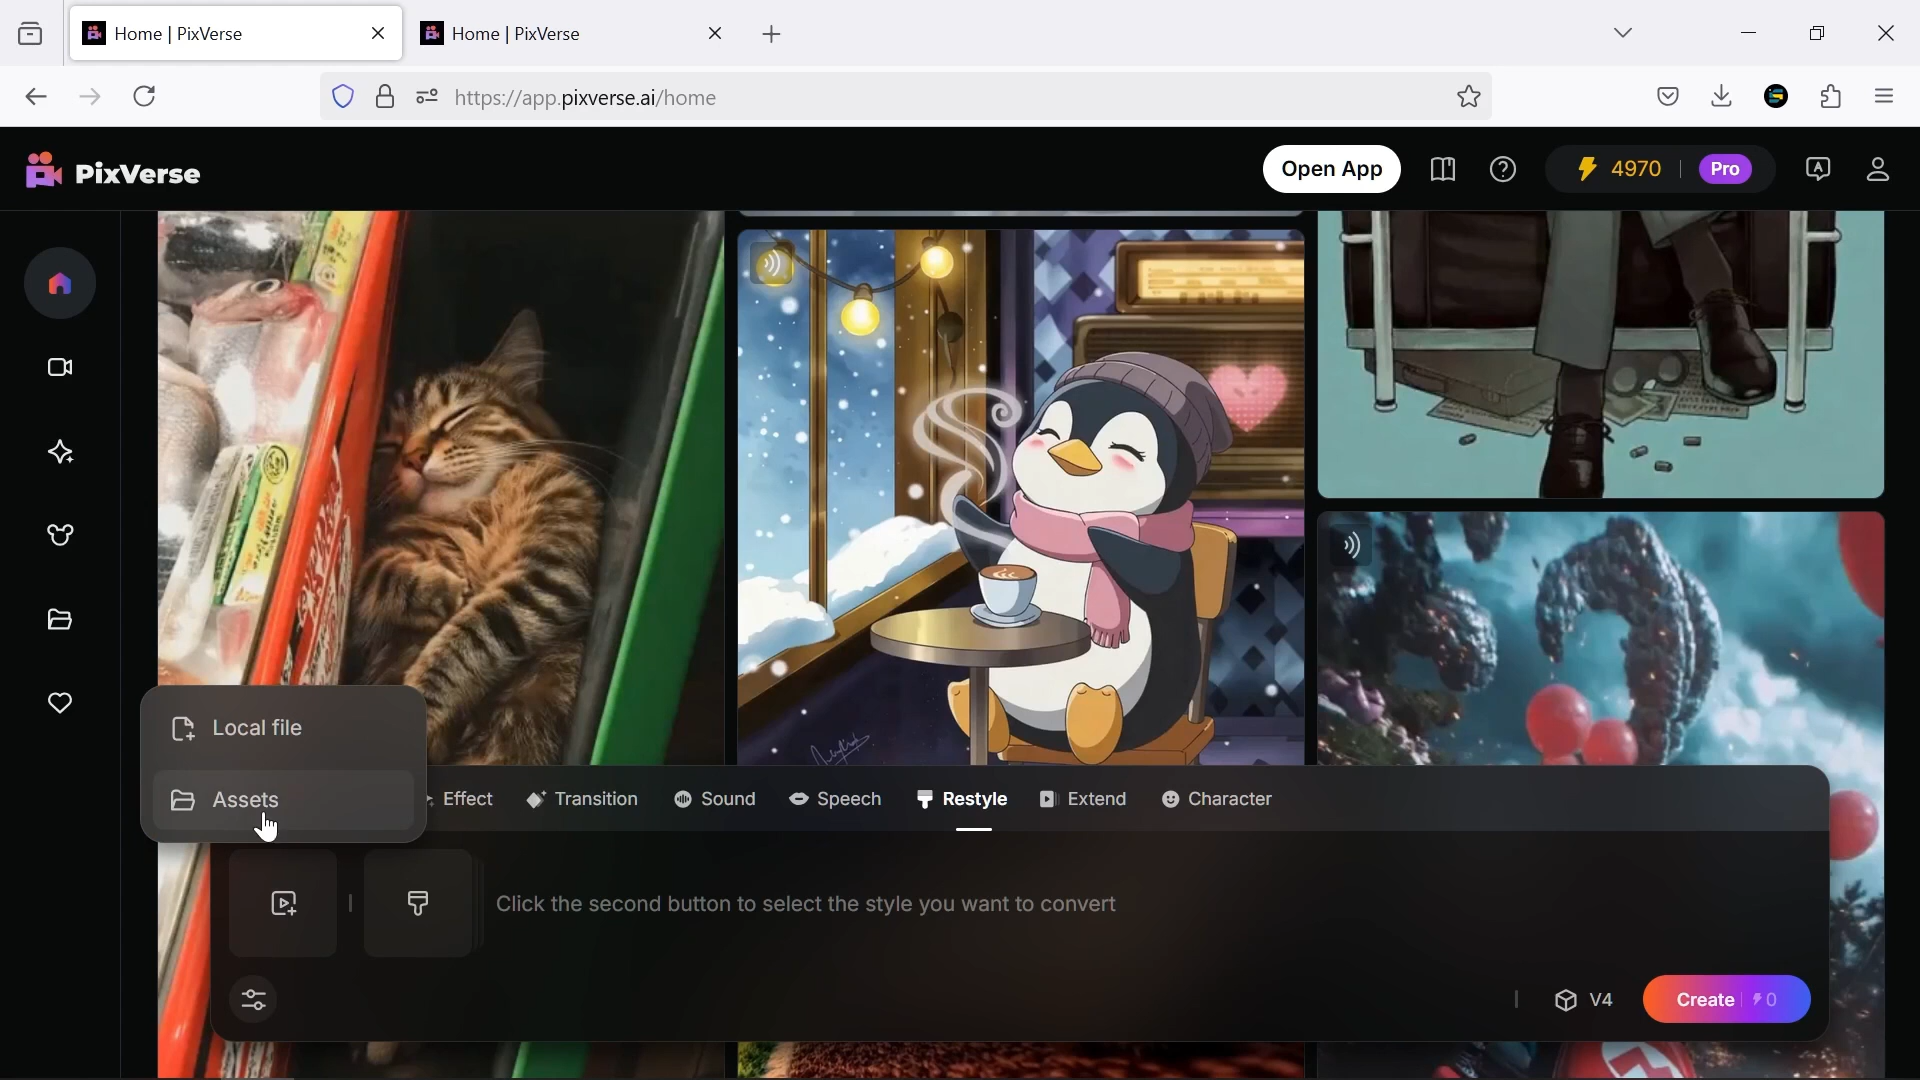 Home | PixVerse
Home | PixVerse
https://app.pixverse.ai/home
PixVerse
Open App
4970
Pro
Local file
Assets
Effect
Transition
Sound
Speech
Restyle
Extend
Character
Click the second button to select the style you want to convert
V4
Create
0